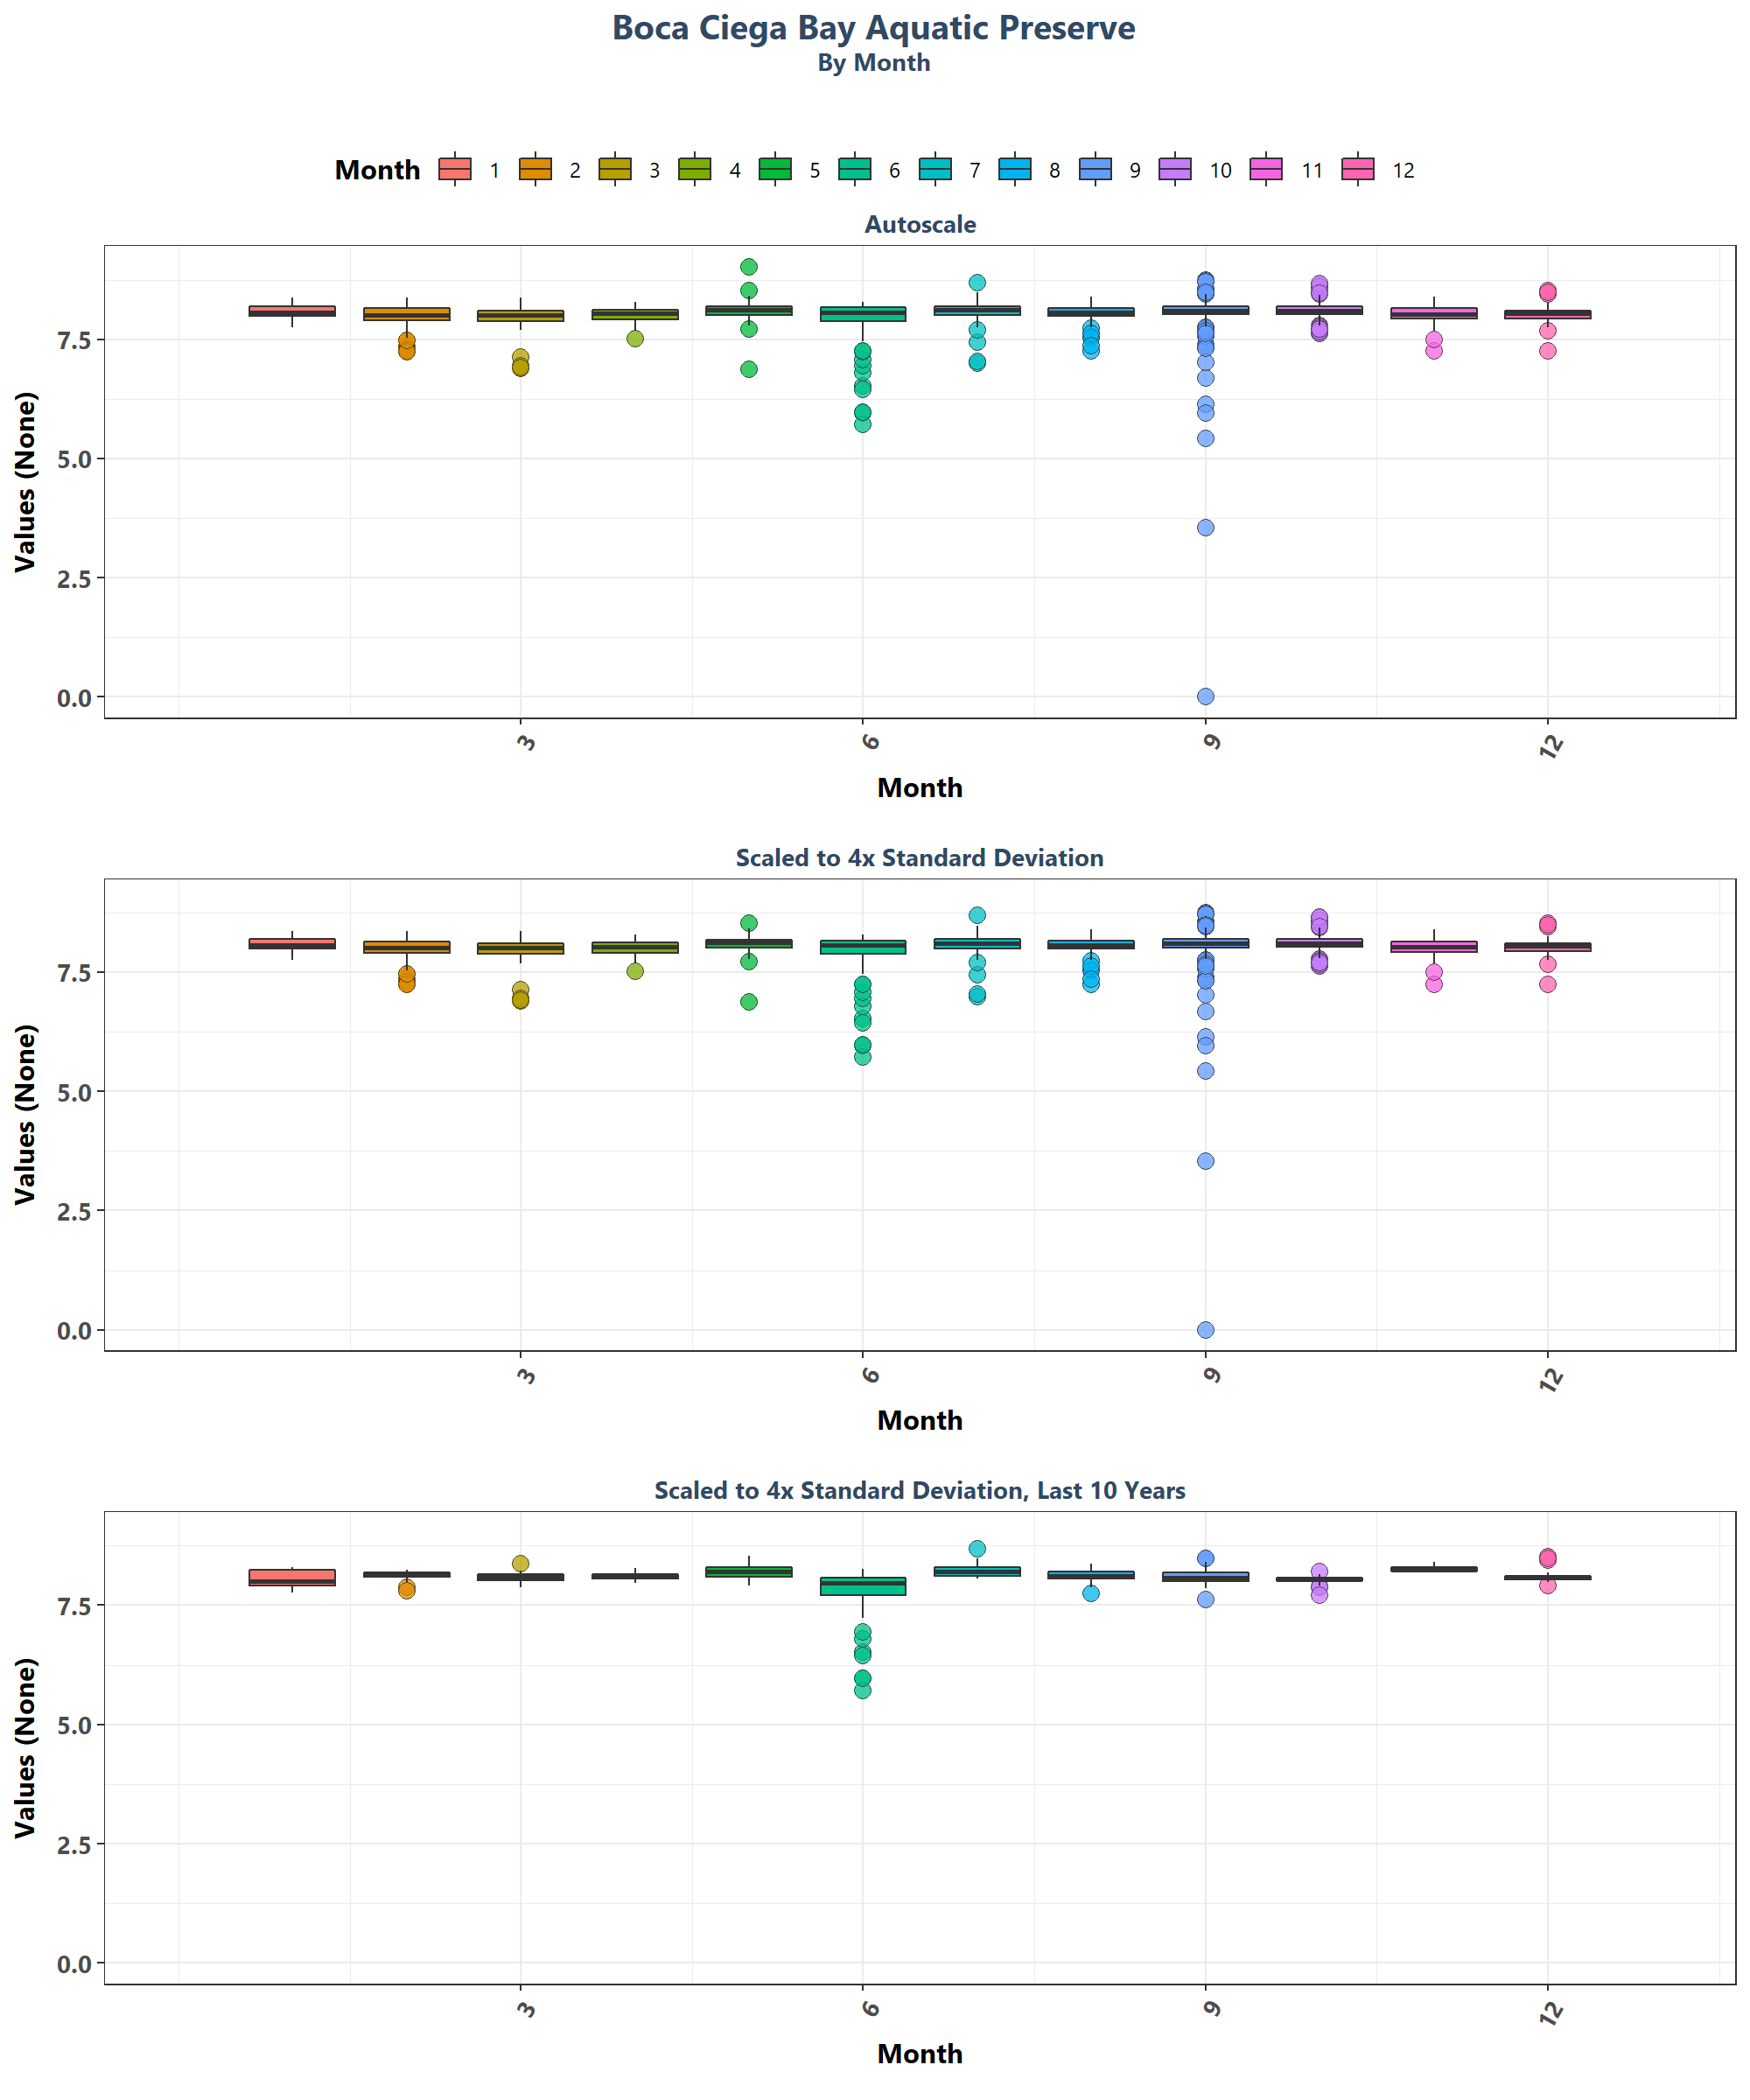 Boca Ciega Bay Aquatic Preserve
By Month
Month 1 2 3 4 5 6 7 8 9 10 11 12
Autoscale
Values (None)
7.5
5.0
2.5
0.0
3 6 9 12
Month
Scaled to 4x Standard Deviation
Values (None)
7.5
5.0
2.5
0.0
3 6 9 12
Month
Scaled to 4x Standard Deviation, Last 10 Years
Values (None)
7.5
5.0
2.5
0.0
3 6 9 12
Month